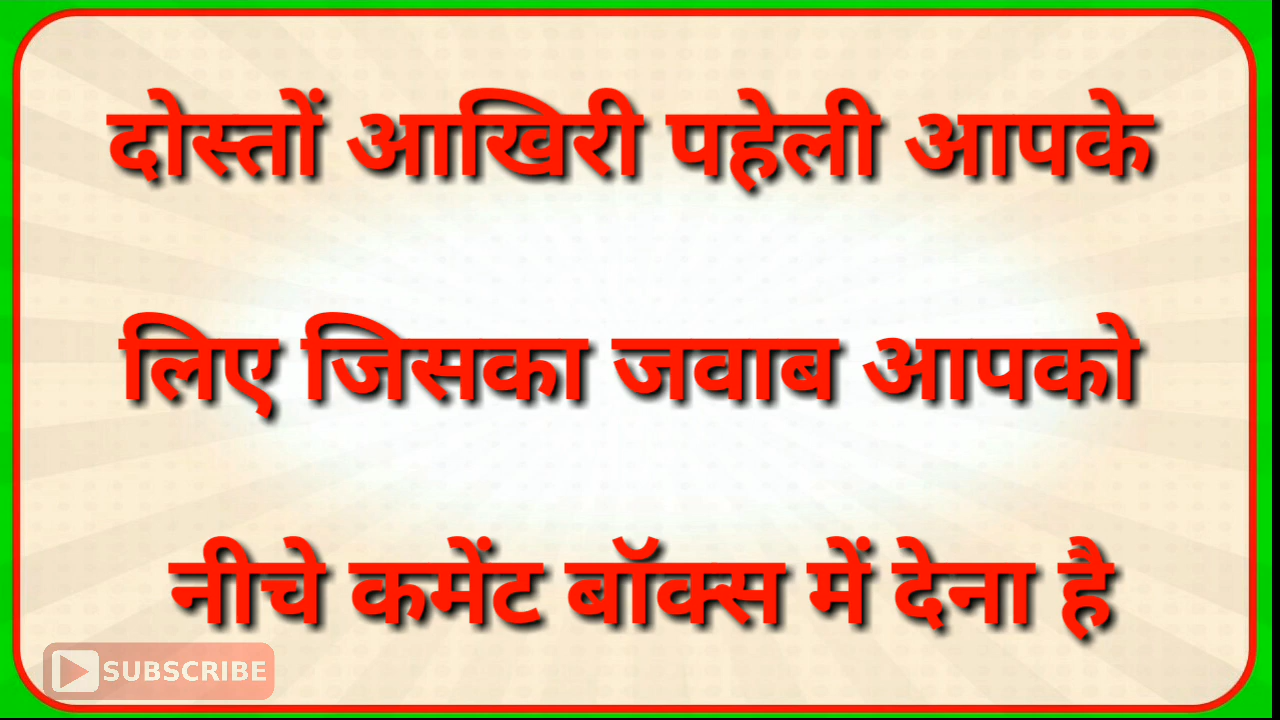 दोस्तों आखिरी पहेली आपके
लिए जिसका जवाब आपको
नीचे कमेंट बॉक्स में देना है
SUBSCRIBE